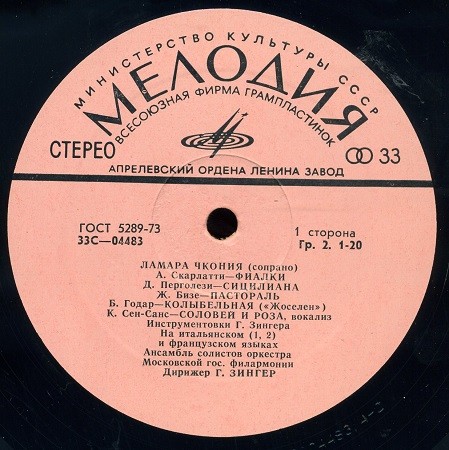 МИНИСТЕРСТВО КУЛЬТУРЫ СССР
МЕЛОДИЯ
ВСЕСОЮЗНАЯ ФИРМА ГРАМПЛАСТИНОК
СТЕРЕО
33
АПРЕЛЕВСКИЙ ОРДЕНА ЛЕНИНА ЗАВОД
ГОСТ 5289-73
33С—04483
1 сторона
Гр. 2. 1-20
ЛАМАРА ЧКОНИЯ (сопрано)
А. Скарлатти—ФИАЛКИ
Д. Перголези—СИЦИЛИАНА
Ж. Бизе—ПАСТОРАЛЬ
Б. Годар—КОЛЫБЕЛЬНАЯ («Жоселен»)
К. Сен-Санс—СОЛОВЕЙ И РОЗА, вокализ
Инструментовки Г. Зингера
На итальянском (1, 2)
и французском языках
Ансамбль солистов оркестра
Московской гос. филармонии
Дирижер Г. ЗИНГЕР